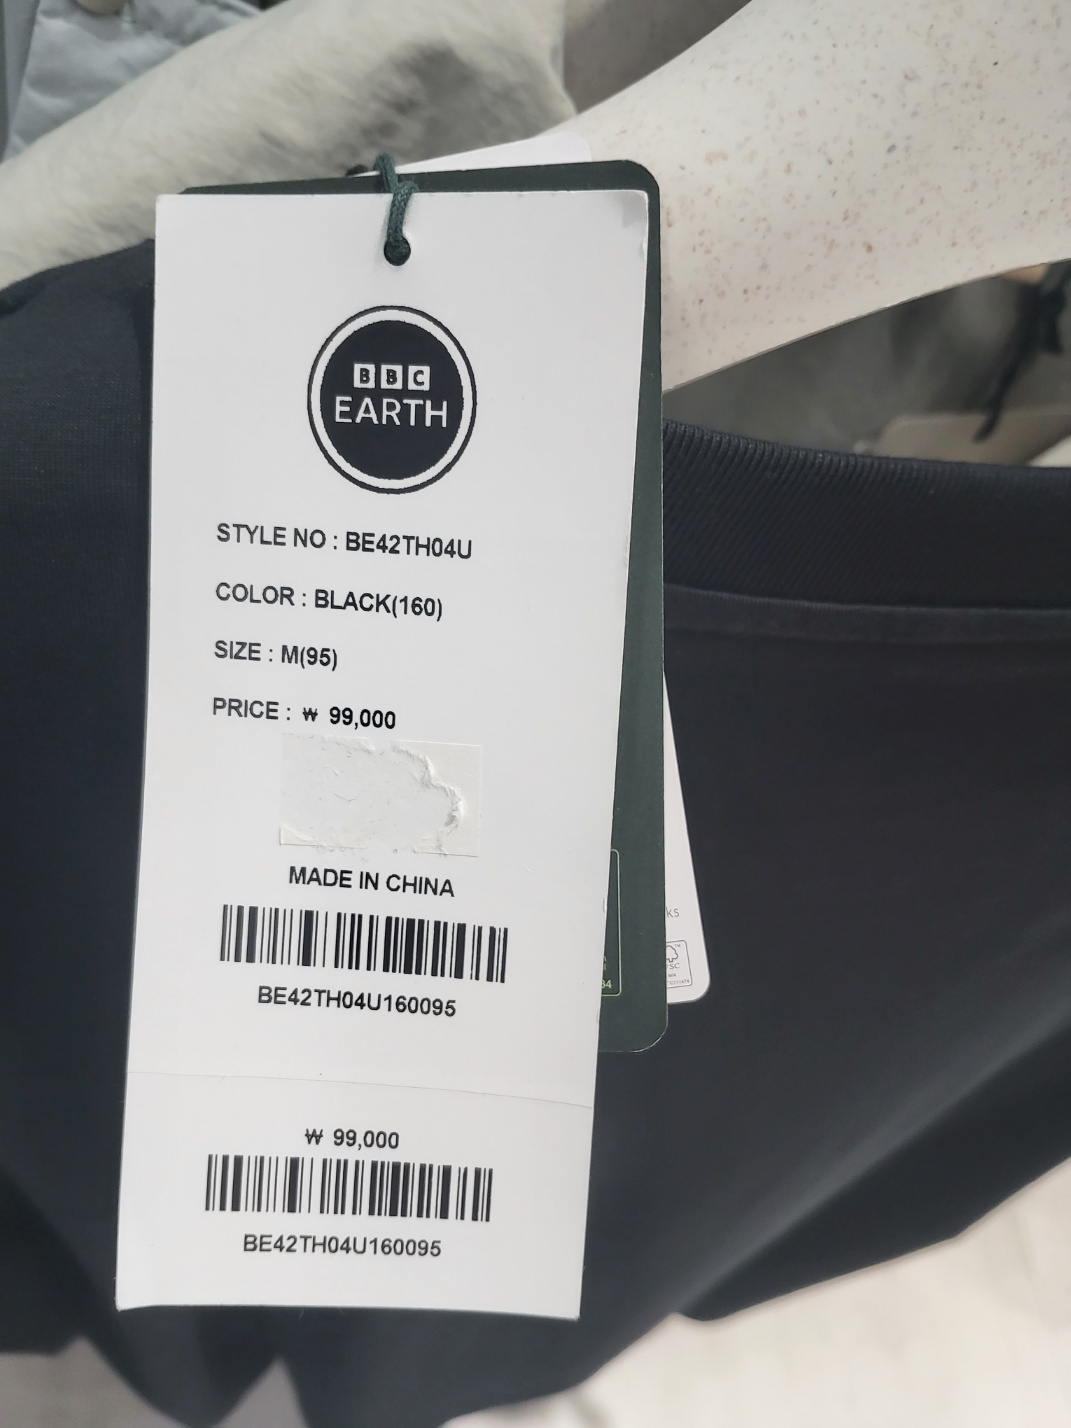 BBC
EARTH
STYLE NO : BE42TH04U
COLOR : BLACK(160)
SIZE : M(95)
PRICE : ₩ 99,000
MADE IN CHINA
BE42TH04U160095
₩ 99,000
BE42TH04U160095